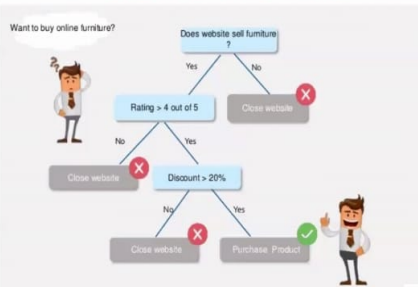 Want to buy online furniture?
Does website sell furniture
?
Yes
No
Rating > 4 out of 5
Close website
No
Yes
Close website
Discount > 20%
No
Yes
Close website
Purchase Product